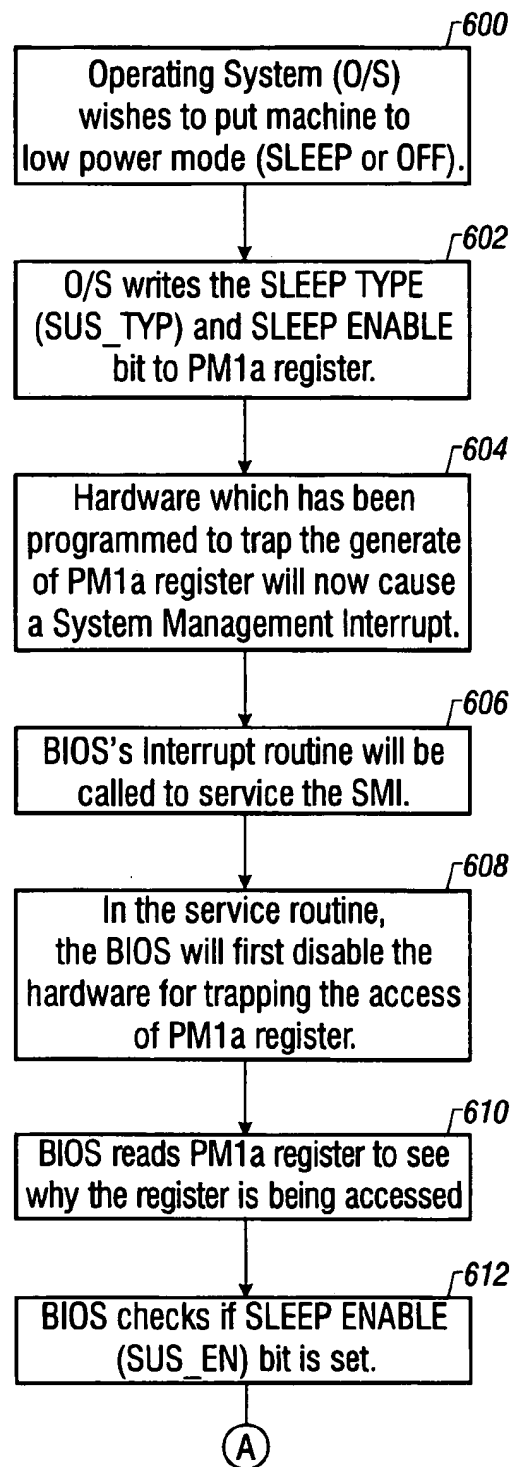 600
Operating System (O/S)
wishes to put machine to
low power mode (SLEEP or OFF).
602
O/S writes the SLEEP TYPE
(SUS_TYP) and SLEEP ENABLE
bit to PM1a register.
604
Hardware which has been
programmed to trap the generate
of PM1a register will now cause
a System Management Interrupt.
606
BIOS's Interrupt routine will be
called to service the SMI.
608
In the service routine,
the BIOS will first disable the
hardware for trapping the access
of PM1a register.
610
BIOS reads PM1a register to see
why the register is being accessed
612
BIOS checks if SLEEP ENABLE
(SUS_EN) bit is set.
A